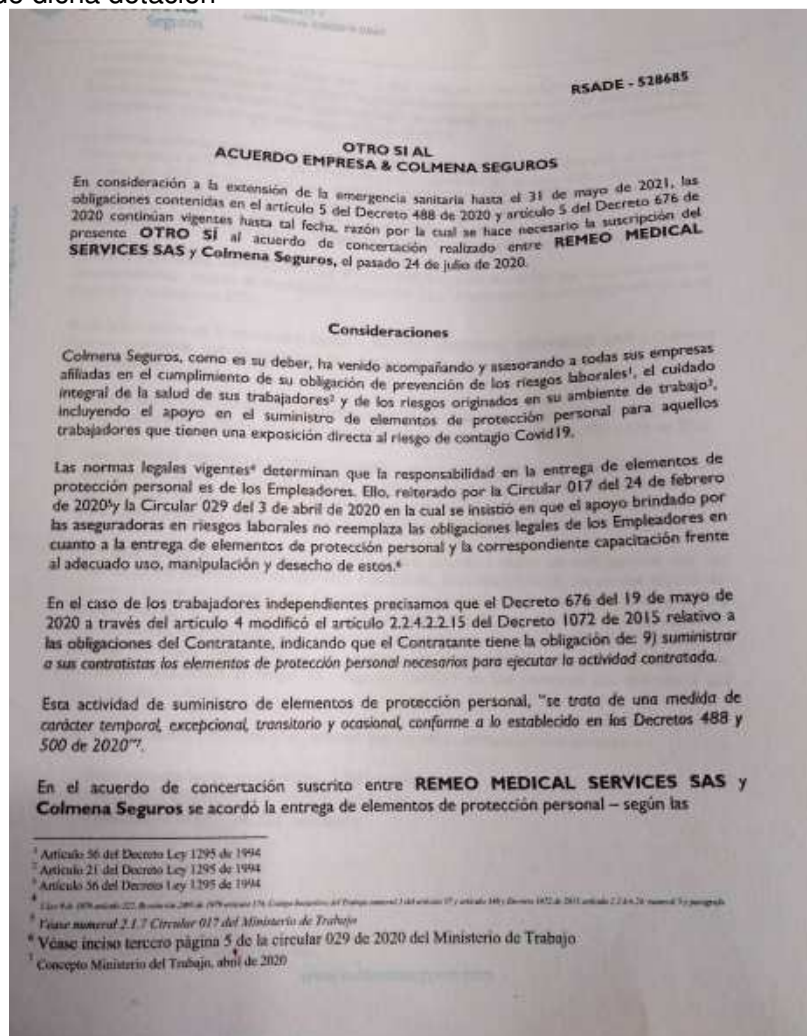 de dicha dotación
Seguros
RSADE - 528685
OTRO SI AL
ACUERDO EMPRESA & COLMENA SEGUROS
En consideración a la extensión de la emergencia sanitaria hasta el 31 de mayo de 2021, las
obligaciones contenidas en el artículo 5 del Decreto 488 de 2020 y artículo 5 del Decreto 676 de
2020 continúan vigentes hasta tal fecha, razón por la cual se hace necesario la suscripción del
presente OTRO SÍ al acuerdo de concertación realizado entre REMEO MEDICAL
SERVICES SAS y Colmena Seguros, el pasado 24 de julio de 2020.
Consideraciones
Colmena Seguros, como es su deber, ha venido acompañando y asesorando a todas sus empresas
afiliadas en el cumplimiento de su obligación de prevención de los riesgos laborales¹, el cuidado
integral de la salud de sus trabajadores² y de los riesgos originados en su ambiente de trabajo³,
incluyendo el apoyo en el suministro de elementos de protección personal para aquellos
trabajadores que tienen una exposición directa al riesgo de contagio Covid19.
Las normas legales vigentes⁴ determinan que la responsabilidad en la entrega de elementos de
protección personal es de los Empleadores. Ello, reiterado por la Circular 017 del 24 de febrero
de 2020⁵y la Circular 029 del 3 de abril de 2020 en la cual se insistió en que el apoyo brindado por
las aseguradoras en riesgos laborales no reemplaza las obligaciones legales de los Empleadores en
cuanto a la entrega de elementos de protección personal y la correspondiente capacitación frente
al adecuado uso, manipulación y desecho de estos.⁶
En el caso de los trabajadores independientes precisamos que el Decreto 676 del 19 de mayo de
2020 a través del artículo 4 modificó el artículo 2.2.4.2.2.15 del Decreto 1072 de 2015 relativo a
las obligaciones del Contratante, indicando que el Contratante tiene la obligación de: 9) suministrar
a sus contratistas los elementos de protección personal necesarios para ejecutar la actividad contratada.
Esta actividad de suministro de elementos de protección personal, "se trata de una medida de
carácter temporal, excepcional, transitorio y ocasional, conforme a lo establecido en los Decretos 488 y
500 de 2020"⁷.
En el acuerdo de concertación suscrito entre REMEO MEDICAL SERVICES SAS y
Colmena Seguros se acordó la entrega de elementos de protección personal – según las
¹ Artículo 56 del Decreto Ley 1295 de 1994
² Artículo 21 del Decreto Ley 1295 de 1994
³ Artículo 56 del Decreto Ley 1295 de 1994
⁵ Véase numeral 2.1.7 Circular 017 del Ministerio de Trabajo
⁶ Véase inciso tercero página 5 de la circular 029 de 2020 del Ministerio de Trabajo
⁷ Concepto Ministerio del Trabajo, abril de 2020